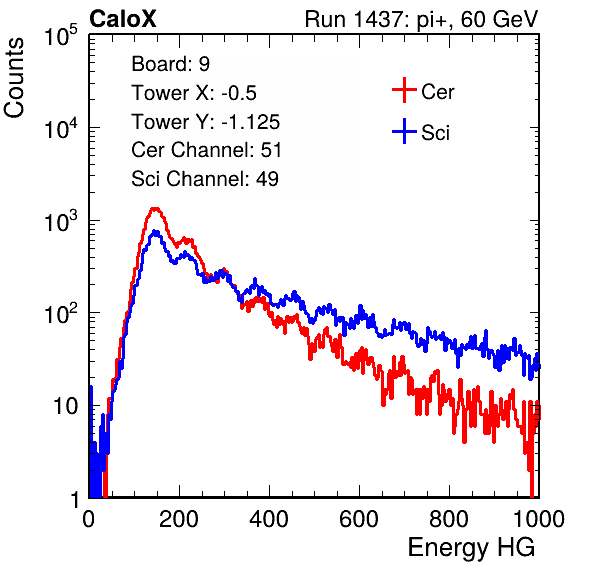 CaloX Run 1437: pi+, 60 GeV
Counts
Board: 9
Tower X: -0.5
Tower Y: -1.125
Cer Channel: 51
Sci Channel: 49
Cer
Sci
10^5
10^4
10^3
10^2
10
1
0 200 400 600 800 1000
Energy HG